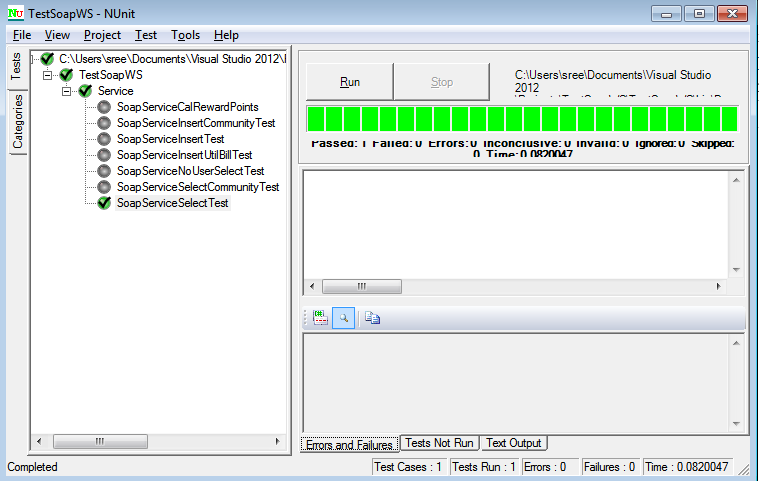 NU TestSoapWS - NUnit
File View Project Test Tools Help
Tests
Categories
C:\Users\sree\Documents\Visual Studio 2012\
TestSoapWS
Service
SoapServiceCalRewardPoints
SoapServiceInsertCommunityTest
SoapServiceInsertTest
SoapServiceInsertUtilBillTest
SoapServiceNoUserSelectTest
SoapServiceSelectCommunityTest
SoapServiceSelectTest
Run
Stop
C:\Users\sree\Documents\Visual Studio
2012
Passed: 1 Failed: 0 Errors: 0 Inconclusive: 0 Invalid: 0 Ignored: 0 Skipped:
0 Time: 0.0820047
Errors and Failures
Tests Not Run
Text Output
Completed
Test Cases : 1
Tests Run : 1
Errors : 0
Failures : 0
Time : 0.0820047